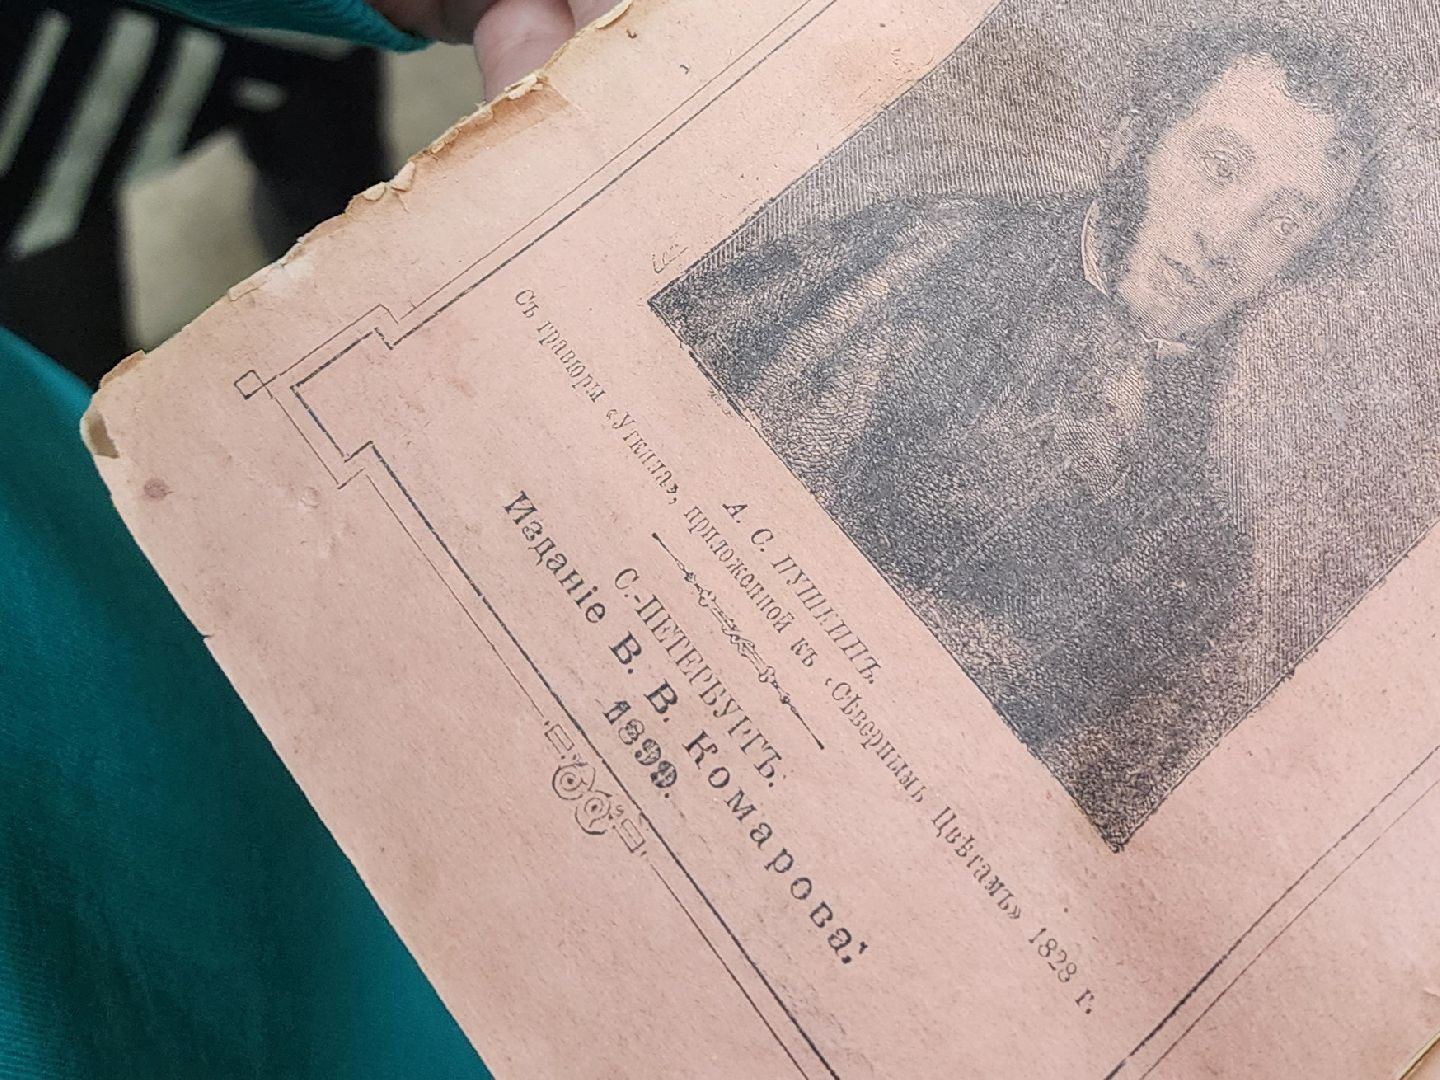 А. С. ПУШКИНЪ.
Съ гравюры «Уткина», приложенной къ «Сѣвернымъ Цвѣтамъ» 1828 г.
С.-ПЕТЕРБУРГЪ.
Изданіе В. В. Комарова.
1899.